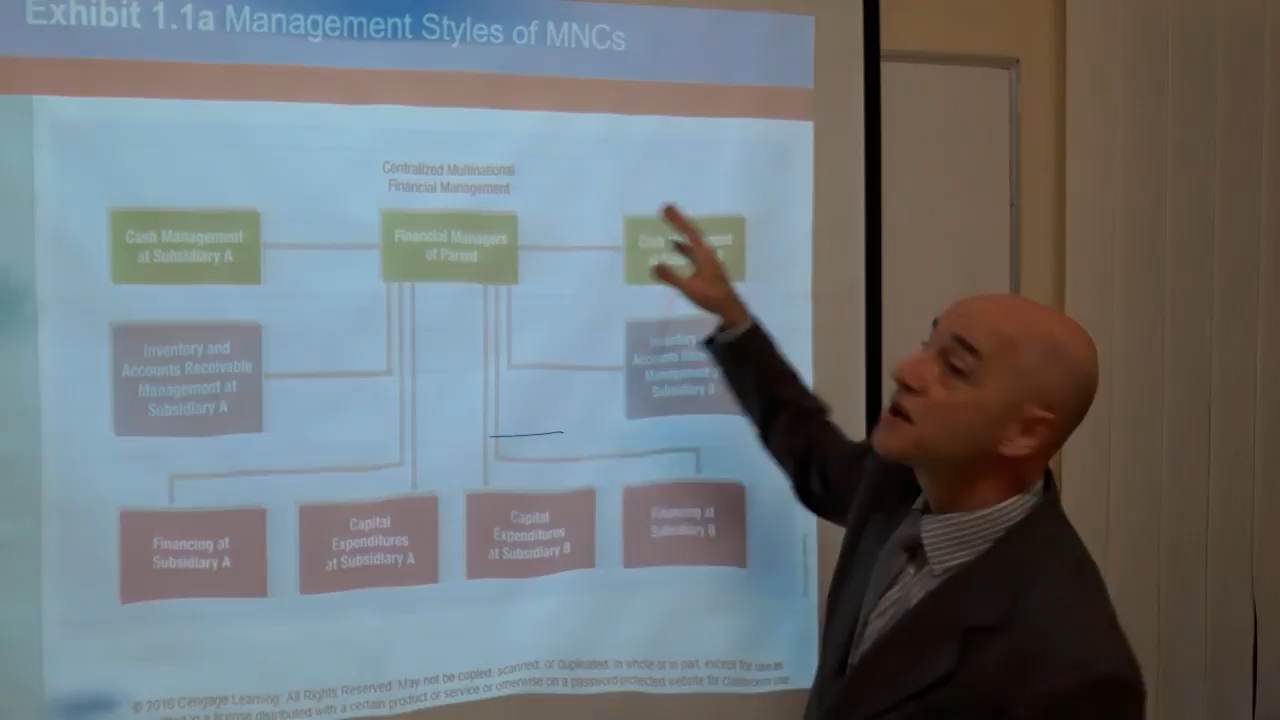 Exhibit 1.1a Management Styles of MNCs
Centralized Multinational
Financial Management
Cash Management
at Subsidiary A
Financial Managers
of Parent
Inventory and
Accounts Receivable
Management at
Subsidiary A
Inventory
Accounts
Management
Subsidiary B
Financing at
Subsidiary A
Capital
Expenditures
at Subsidiary A
Capital
Expenditures
at Subsidiary B
Financing at
Subsidiary B
© 2016 Cengage Learning. All Rights Reserved. May not be copied, scanned, or duplicated, in whole or in part, except for use as
in a license distributed with a certain product or service or otherwise on a password-protected website for classroom use.